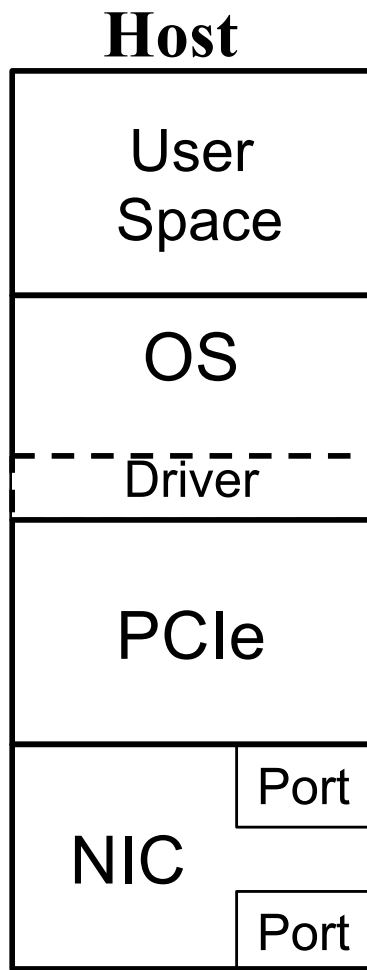 Host
User
Space
OS
Driver
PCIe
Port
NIC
Port